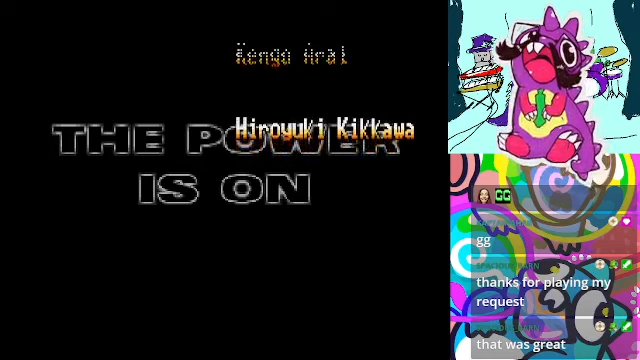 Kengo Arai
Hiroyuki Kikkawa
THE POWER
IS ON
GG
gg
thanks for playing my
request
that was great